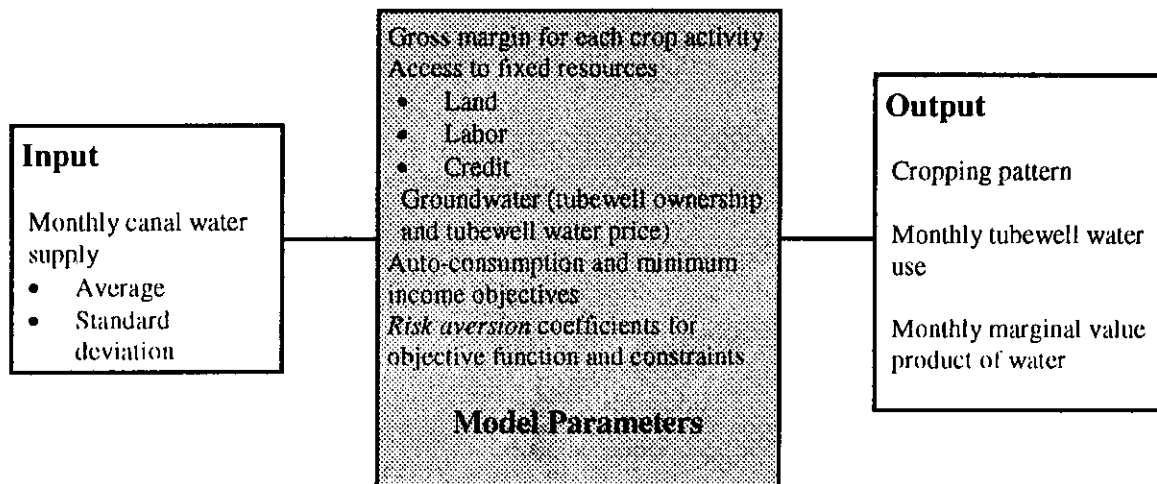 Input
Monthly canal water
supply
• Average
• Standard
deviation
Gross margin for each crop activity
Access to fixed resources
• Land
• Labor
• Credit
Groundwater (tubewell ownership
and tubewell water price)
Auto-consumption and minimum
income objectives
Risk aversion coefficients for
objective function and constraints
Model Parameters
Output
Cropping pattern
Monthly tubewell water
use
Monthly marginal value
product of water